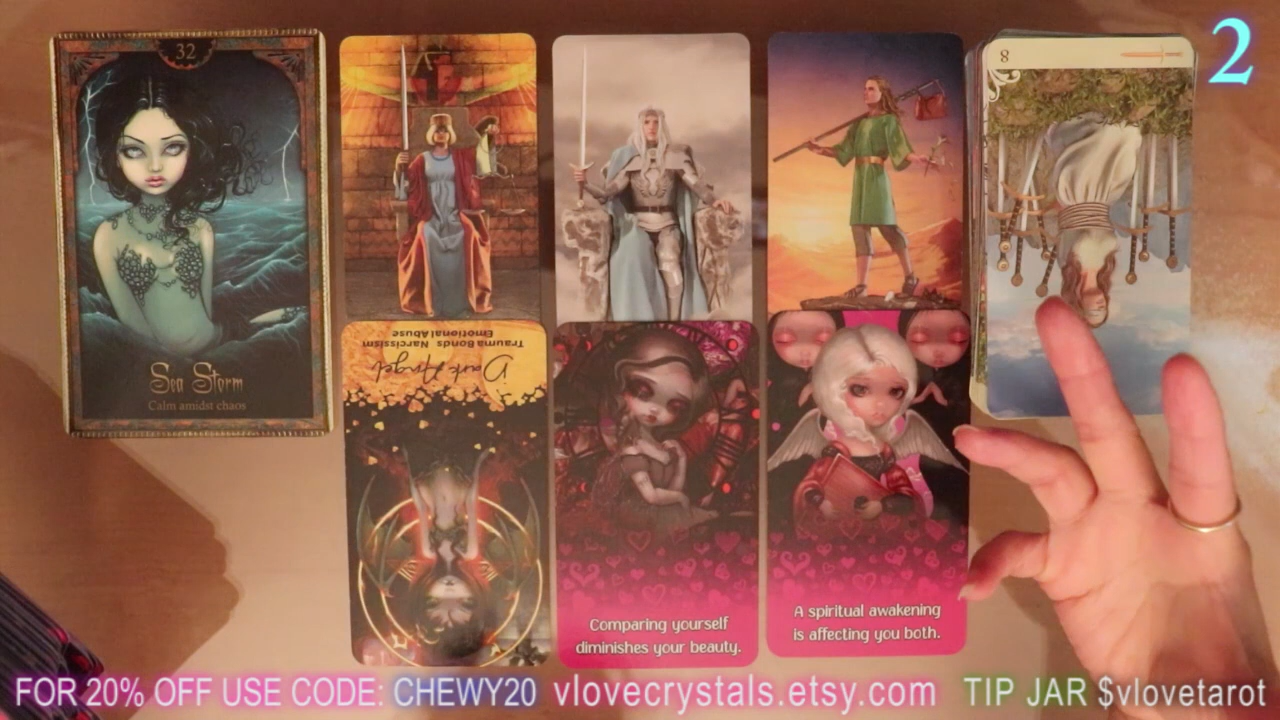 32
Sea Storm
Calm amidst chaos
Dark Angel
Trauma Bonds Narcissism
Emotional Abuse
Comparing yourself
diminishes your beauty.
A spiritual awakening
is affecting you both.
8
2
FOR 20% OFF USE CODE: CHEWY20 vlovecrystals.etsy.com TIP JAR $vlovetarot